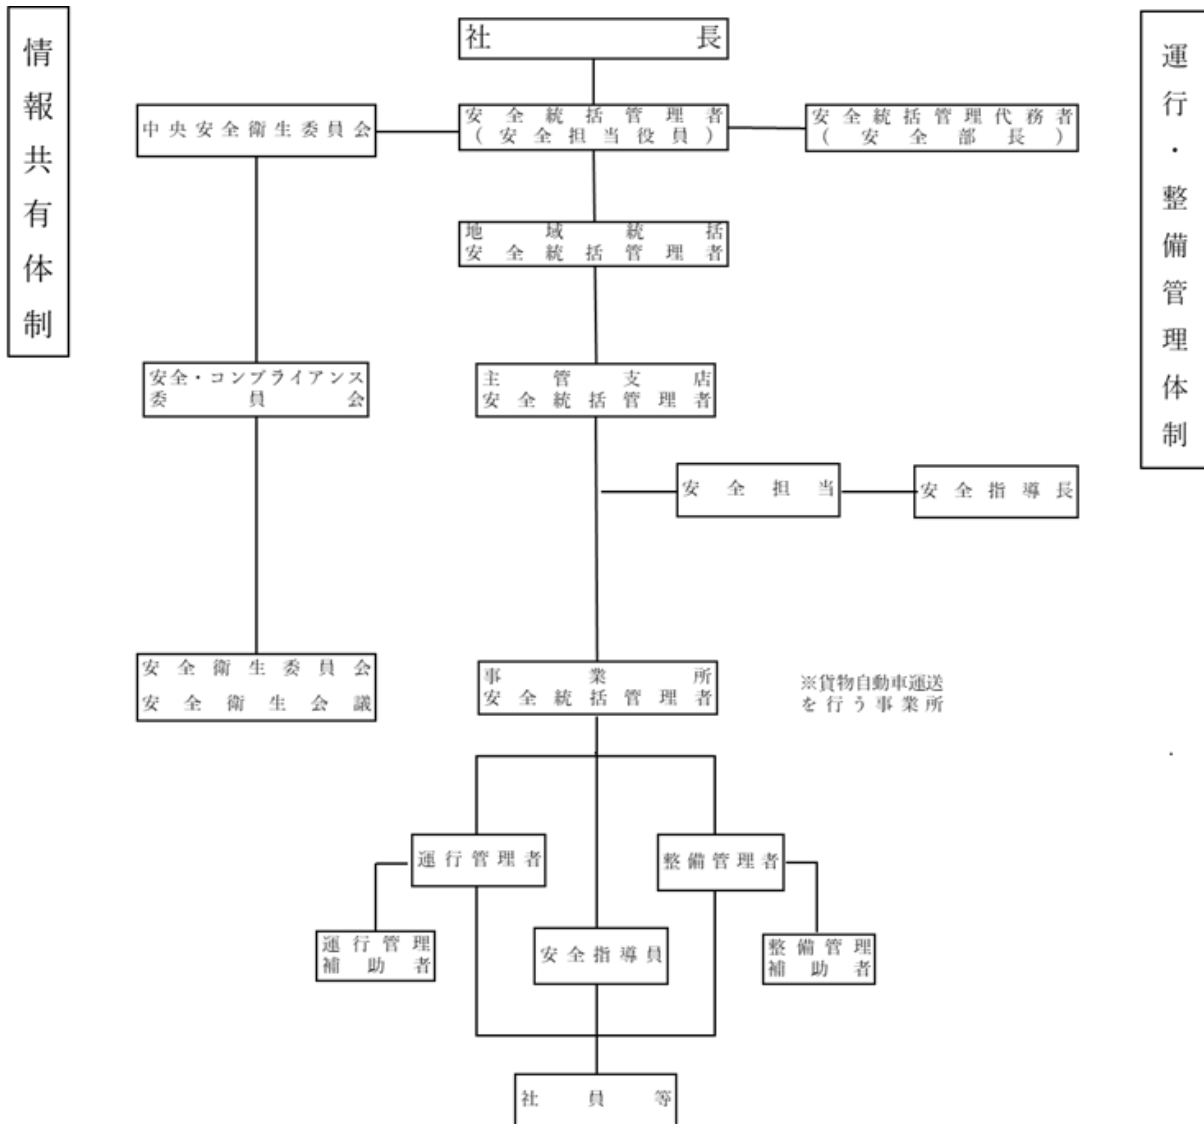 情報共有体制
運行・整備管理体制
社長
中央安全衛生委員会
安全統括管理者
(安全担当役員)
安全統括管理代務者
(安全部長)
地域統括
安全統括管理者
安全・コンプライアンス
委員会
主管支店
安全統括管理者
安全担当
安全指導長
安全衛生委員会
安全衛生会議
事業所
安全統括管理者
※貨物自動車運送
を行う事業所
運行管理者
整備管理者
運行管理
補助者
安全指導員
整備管理
補助者
社員等